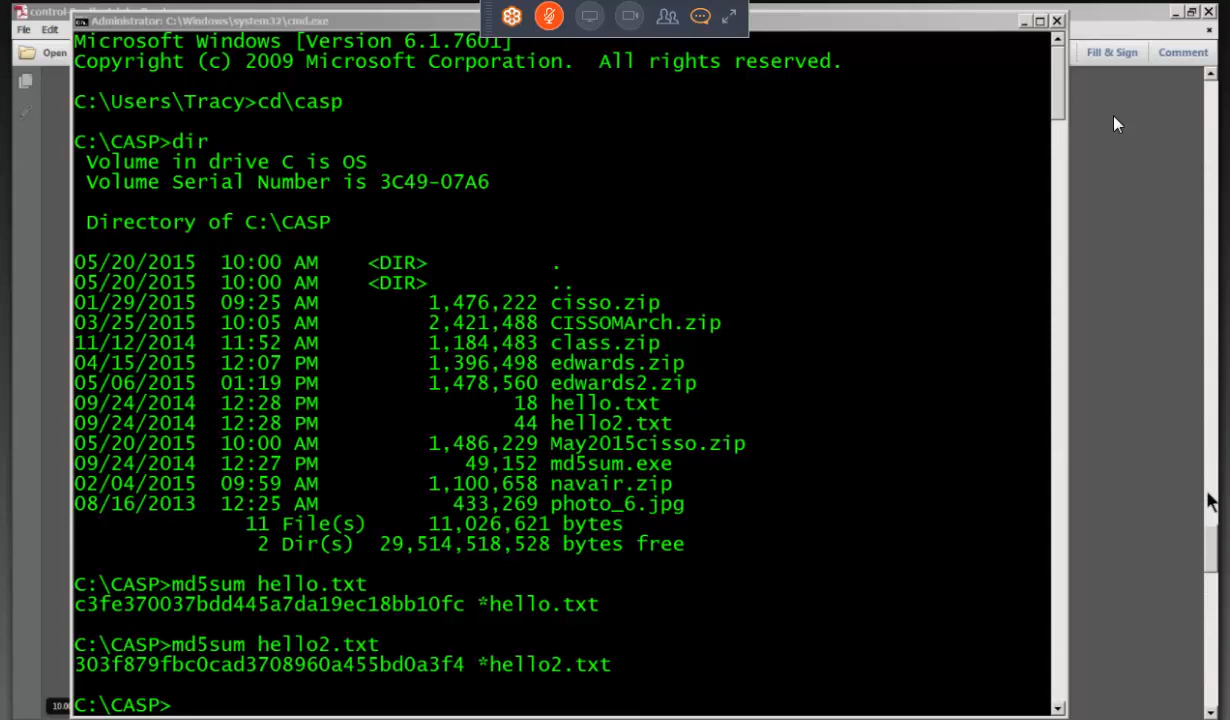 control
Administrator: C:\Windows\system32\cmd.exe
File Edit
Open
Fill & Sign Comment
Microsoft Windows [Version 6.1.7601]
Copyright (c) 2009 Microsoft Corporation.  All rights reserved.
C:\Users\Tracy>cd\casp
C:\CASP>dir
Volume in drive C is OS
Volume Serial Number is 3C49-07A6
Directory of C:\CASP
05/20/2015  10:00 AM    <DIR>          .
05/20/2015  10:00 AM    <DIR>          ..
01/29/2015  09:25 AM         1,476,222 cisso.zip
03/25/2015  10:05 AM         2,421,488 CISSOMArch.zip
11/12/2014  11:52 AM         1,184,483 class.zip
04/15/2015  12:07 PM         1,396,498 edwards.zip
05/06/2015  01:19 PM         1,478,560 edwards2.zip
09/24/2014  12:28 PM                18 hello.txt
09/24/2014  12:28 PM                44 hello2.txt
05/20/2015  10:00 AM         1,486,229 May2015cisso.zip
09/24/2014  12:27 PM            49,152 md5sum.exe
02/04/2015  09:59 AM         1,100,658 navair.zip
08/16/2013  12:25 AM           433,269 photo_6.jpg
11 File(s)     11,026,621 bytes
2 Dir(s)  29,514,518,528 bytes free
C:\CASP>md5sum hello.txt
c3fe370037bdd445a7da19ec18bb10fc *hello.txt
C:\CASP>md5sum hello2.txt
303f879fbc0cad3708960a455bd0a3f4 *hello2.txt
C:\CASP>